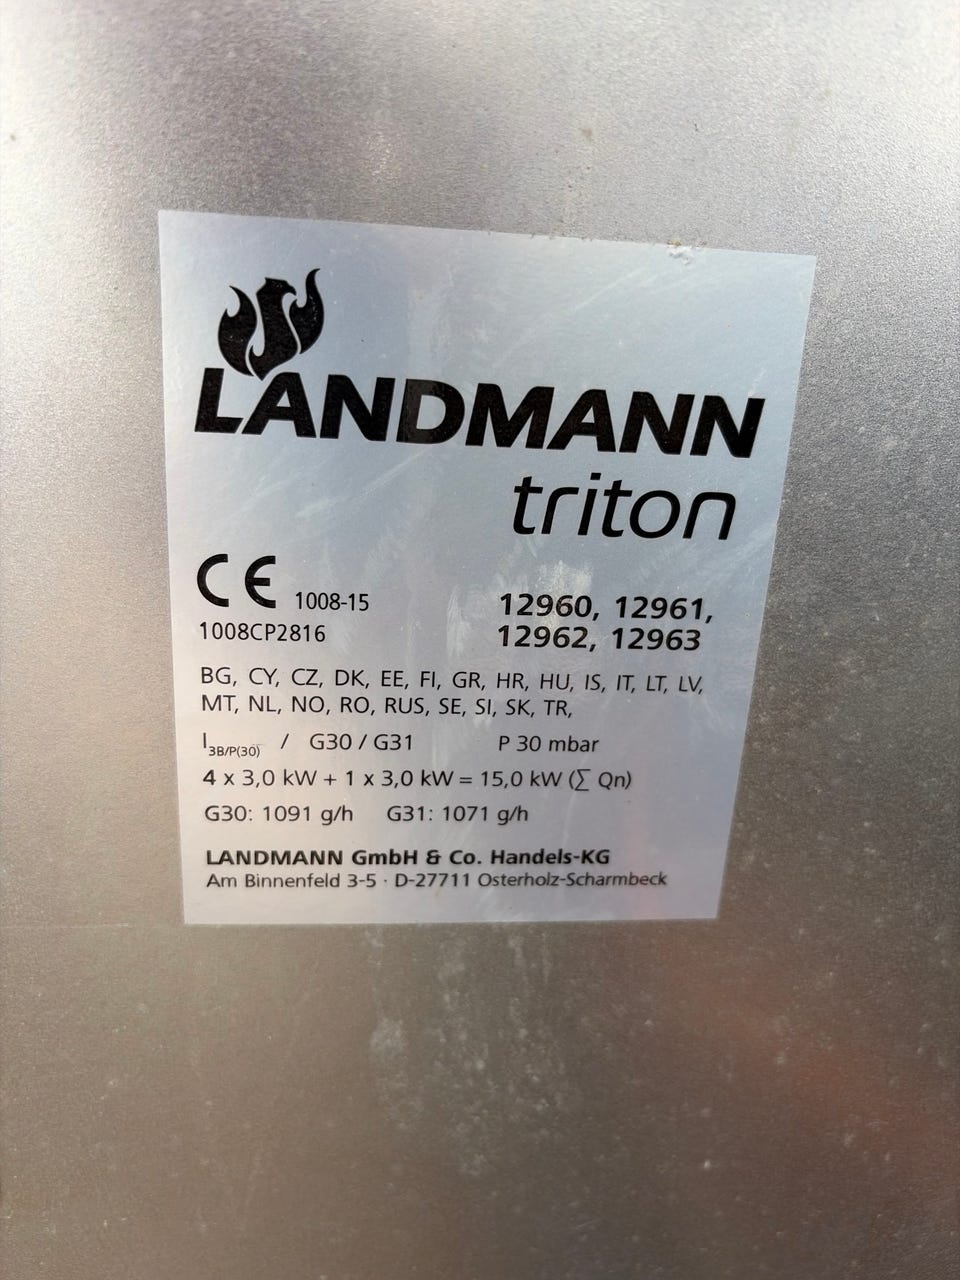 LANDMANN
triton
CE 1008-15
1008CP2816
12960, 12961,
12962, 12963
BG, CY, CZ, DK, EE, FI, GR, HR, HU, IS, IT, LT, LV,
MT, NL, NO, RO, RUS, SE, SI, SK, TR,
I3B/P(30) / G30 / G31 P 30 mbar
4 x 3,0 kW + 1 x 3,0 kW = 15,0 kW (∑ Qn)
G30: 1091 g/h G31: 1071 g/h
LANDMANN GmbH & Co. Handels-KG
Am Binnenfeld 3-5 · D-27711 Osterholz-Scharmbeck